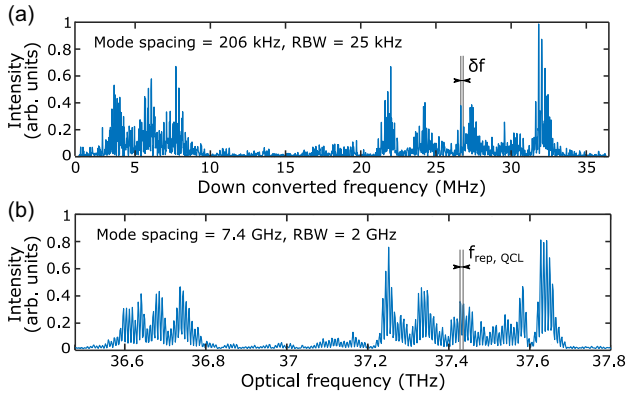 (a)
Intensity
(arb. units)
1
0.8
0.6
0.4
0.2
0
Mode spacing = 206 kHz, RBW = 25 kHz
δf
0 5 10 15 20 25 30 35
Down converted frequency (MHz)
(b)
Intensity
(arb. units)
1
0.8
0.6
0.4
0.2
0
Mode spacing = 7.4 GHz, RBW = 2 GHz
f rep, QCL
36.6 36.8 37 37.2 37.4 37.6 37.8
Optical frequency (THz)